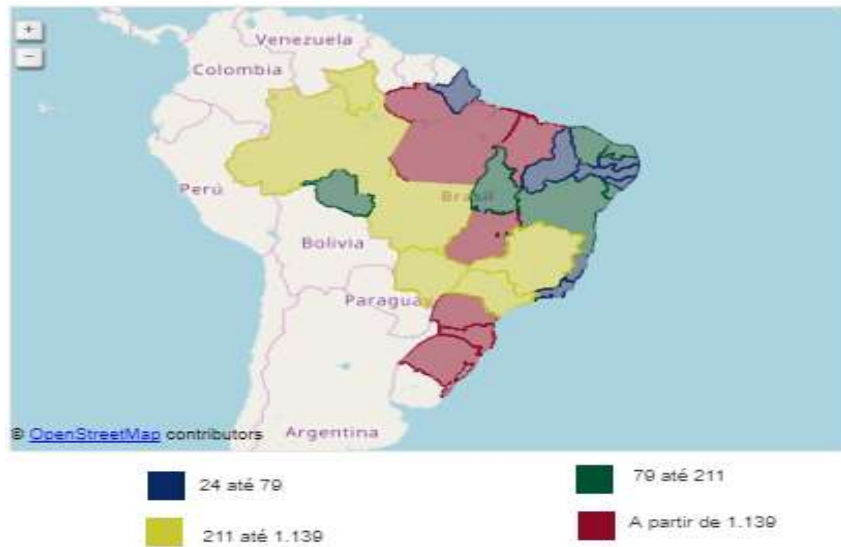 +
−
Venezuela
Colombia
Perú
Brasil
Bolivia
Paraguay
© OpenStreetMap contributors
Argentina
24 até 79
79 até 211
211 até 1.139
A partir de 1.139